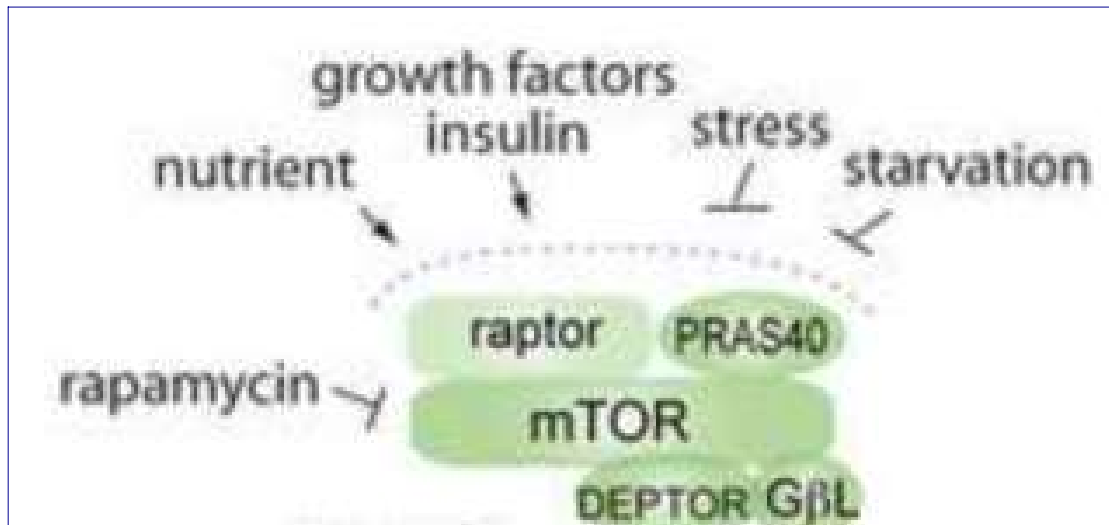 growth factors
insulin
stress
nutrient
starvation
raptor
PRAS40
rapamycin
mTOR
DEPTOR
GβL